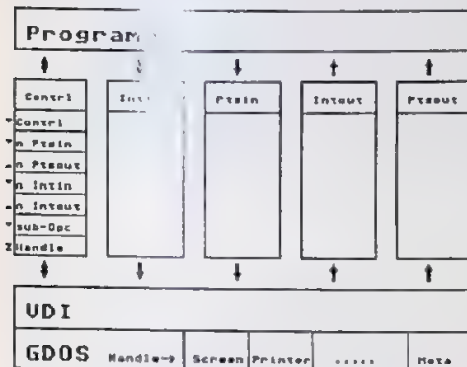 Program
Contrl Ptsin Intout Ptsout
Contrl
n Ptsin
n Ptsout
n Intin
n Intout
sub-Opc
Handle
VDI
GDOS Handle→ Screen Printer ..... Meta